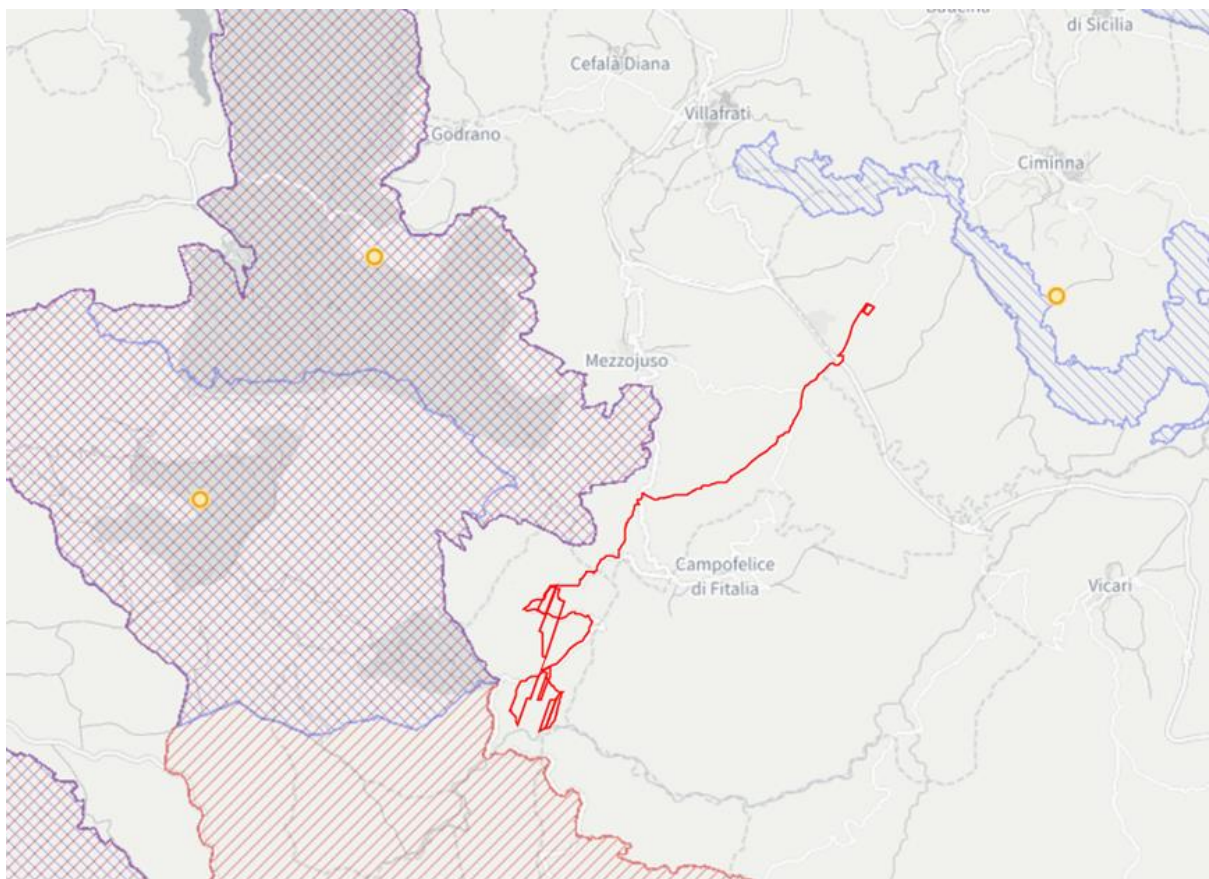 di Sicilia
Cefalà Diana
Villafrati
Godrano
Ciminna
Mezzojuso
Campofelice
di Fitalia
Vicari